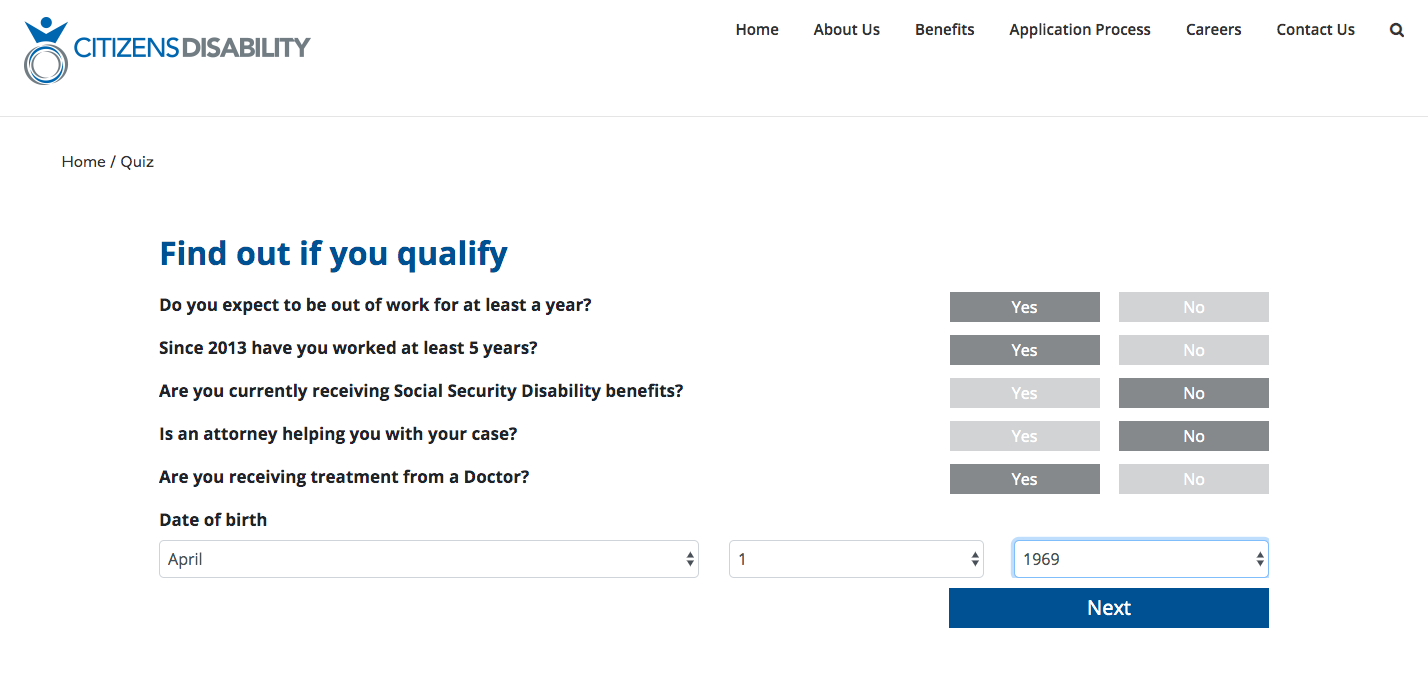 CITIZENS DISABILITY
Home About Us Benefits Application Process Careers Contact Us
Home / Quiz
Find out if you qualify
Do you expect to be out of work for at least a year? Yes No
Since 2013 have you worked at least 5 years? Yes No
Are you currently receiving Social Security Disability benefits? Yes No
Is an attorney helping you with your case? Yes No
Are you receiving treatment from a Doctor? Yes No
Date of birth
April 1 1969
Next